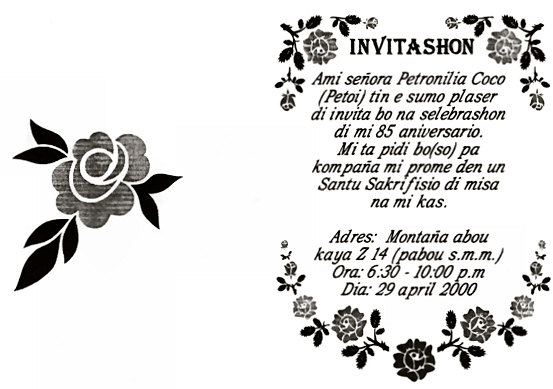 INVITASHON
Ami señora Petronilia Coco
(Petoi) tin e sumo plaser
di invita bo na selebrashon
di mi 85 aniversario.
Mi ta pidi bo(so) pa
kompaña mi prome den un
Santu Sakrifisio di misa
na mi kas.
Adres: Montaña abou
kaya Z 14 (pabou s.m.m.)
Ora: 6:30 - 10:00 p.m
Dia: 29 april 2000